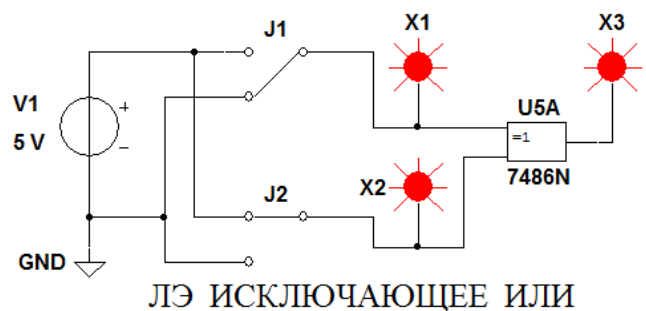 J1
X1
X3
V1
5 V
U5A
=1
7486N
J2
X2
GND
ЛЭ ИСКЛЮЧАЮЩЕЕ ИЛИ